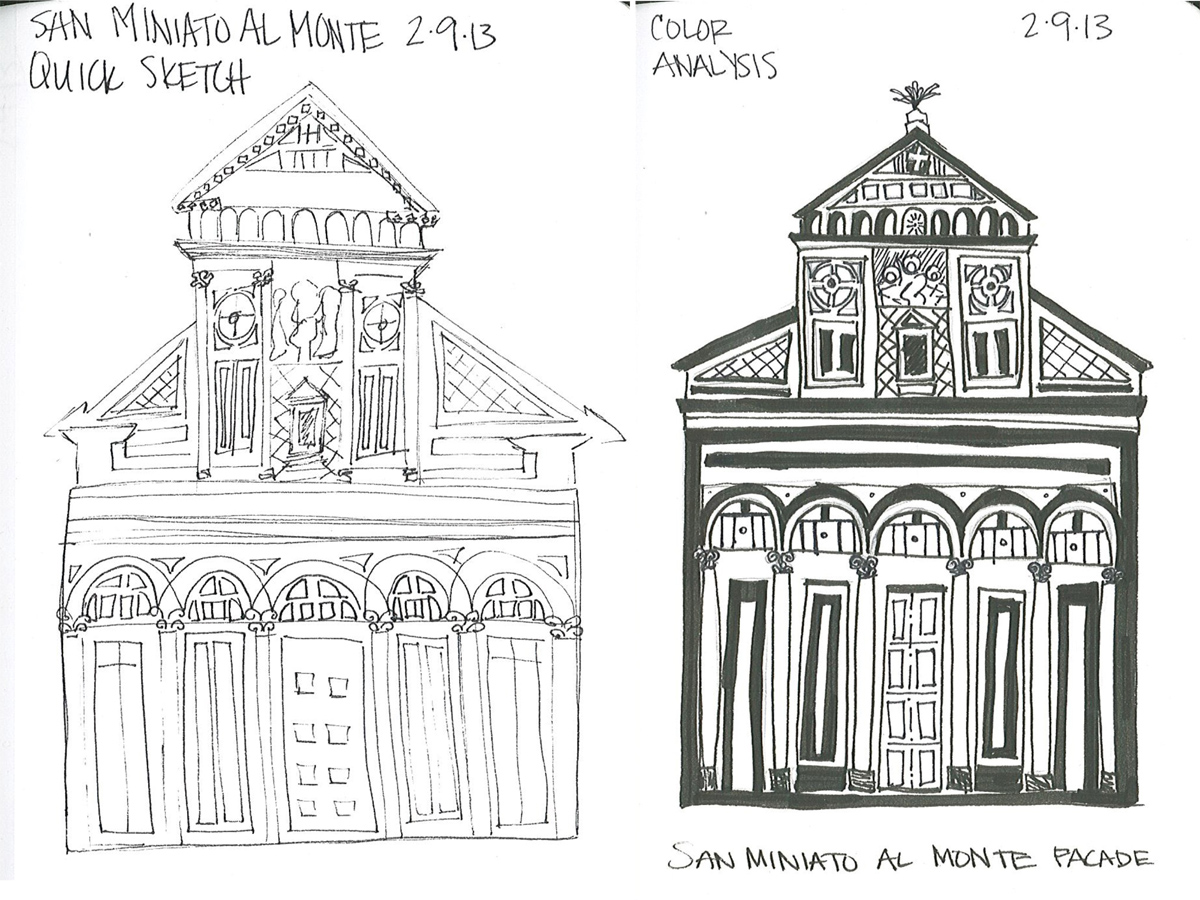 SAN MINIATO AL MONTE 2.9.13
QUICK SKETCH
COLOR 2.9.13
ANALYSIS
SAN MINIATO AL MONTE FACADE